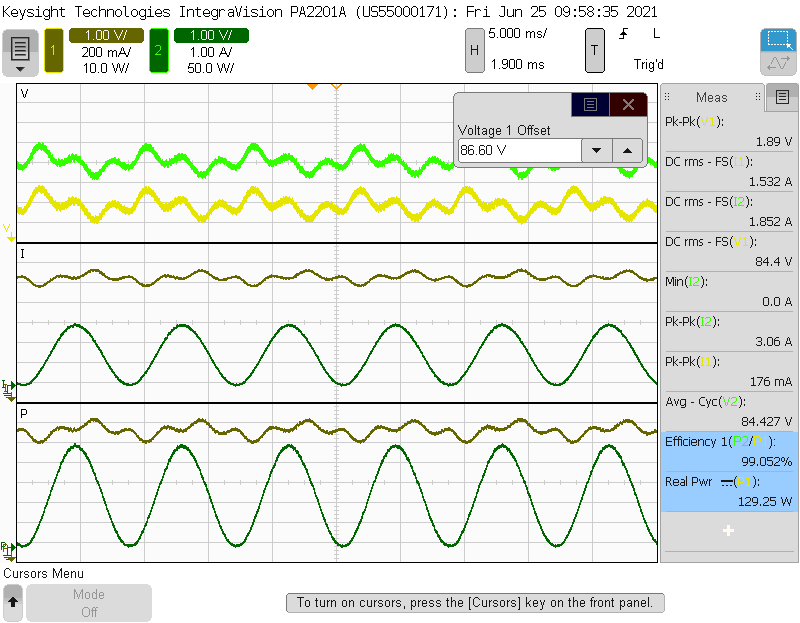 Keysight Technologies IntegraVision PA2201A (US55000171): Fri Jun 25 09:58:35 2021
1
1.00 V/
200 mA/
10.0 W/
2
1.00 V/
1.00 A/
50.0 W/
H
5.000 ms/
1.900 ms
T
L
Trig'd
V
Voltage 1 Offset
86.60 V
I
P
Meas
Pk-Pk(V1):
1.89 V
DC rms - FS(I1):
1.532 A
DC rms - FS(I2):
1.852 A
DC rms - FS(V1):
84.4 V
Min(I2):
0.0 A
Pk-Pk(I2):
3.06 A
Pk-Pk(I1):
176 mA
Avg - Cyc(V2):
84.427 V
Efficiency 1(P2/P ):
99.052%
Real Pwr
129.25 W
Cursors Menu
Mode
Off
To turn on cursors, press the [Cursors] key on the front panel.